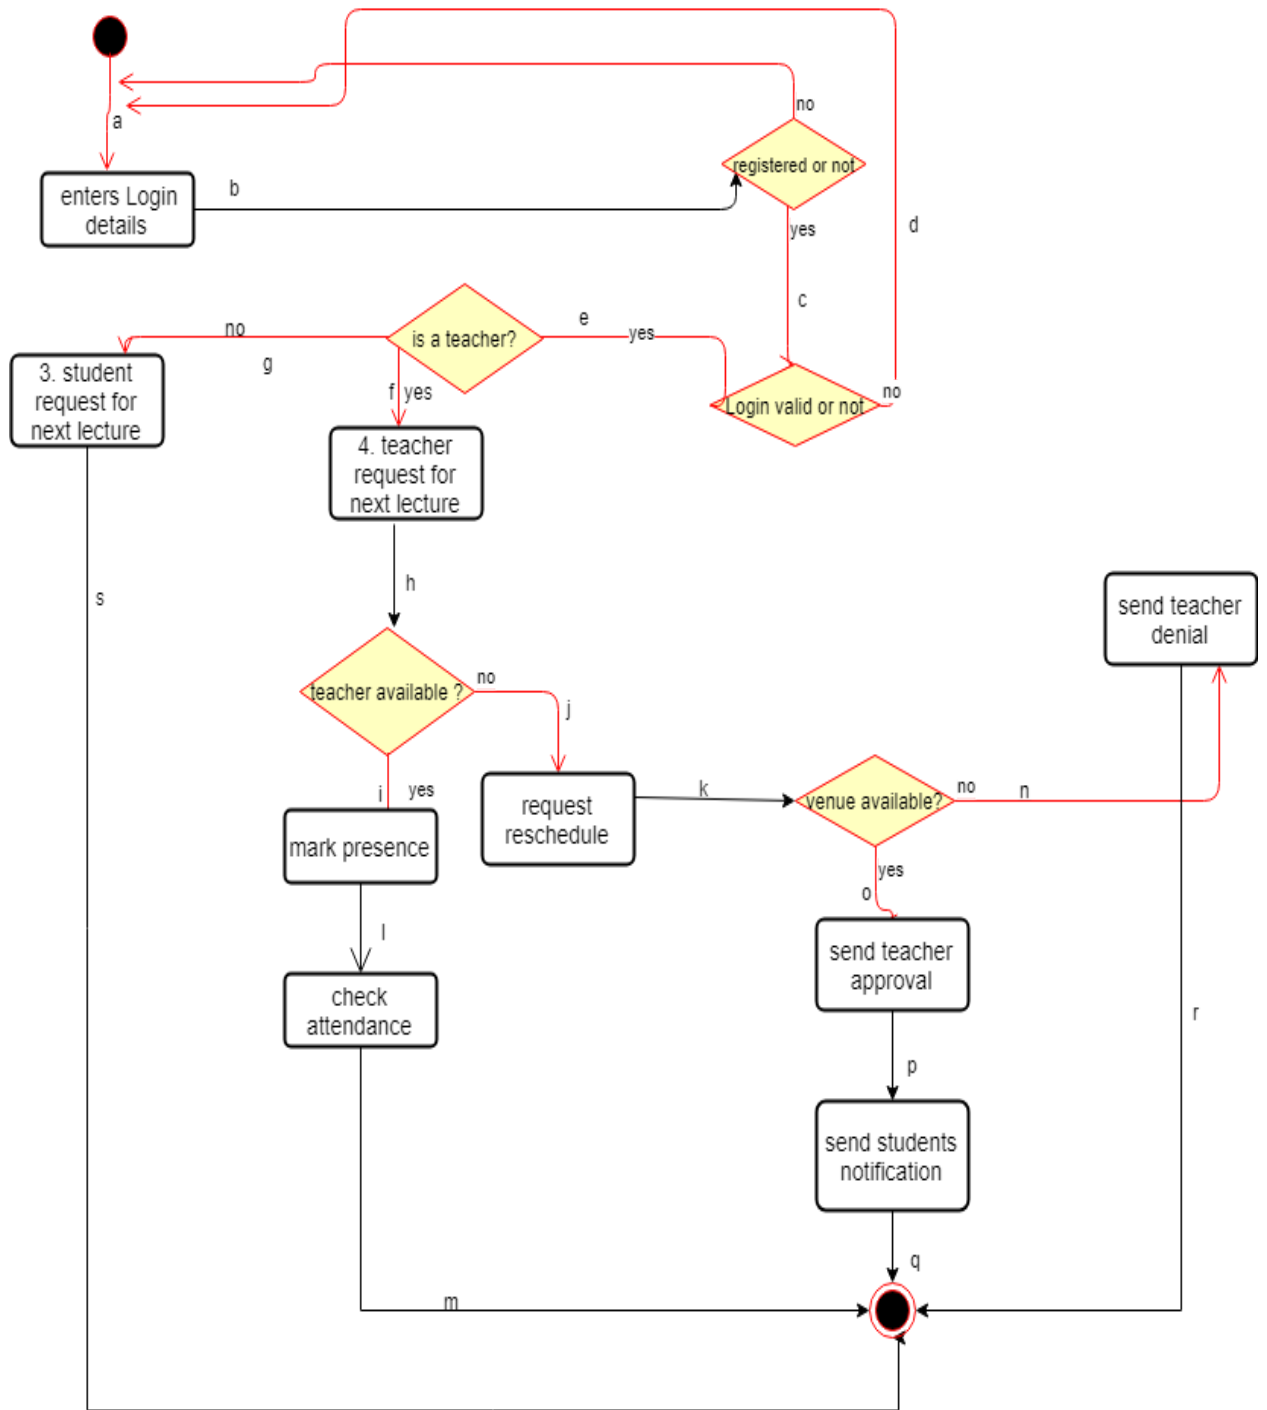 no
a
registered or not
enters Login
details
b
yes
d
c
e
is a teacher?
yes
no
g
f yes
no
Login valid or not
3. student
request for
next lecture
4. teacher
request for
next lecture
h
s
send teacher
denial
teacher available ?
no
j
i yes
k
venue available?
no
n
request
reschedule
mark presence
yes
o
l
send teacher
approval
check
attendance
r
p
send students
notification
q
m